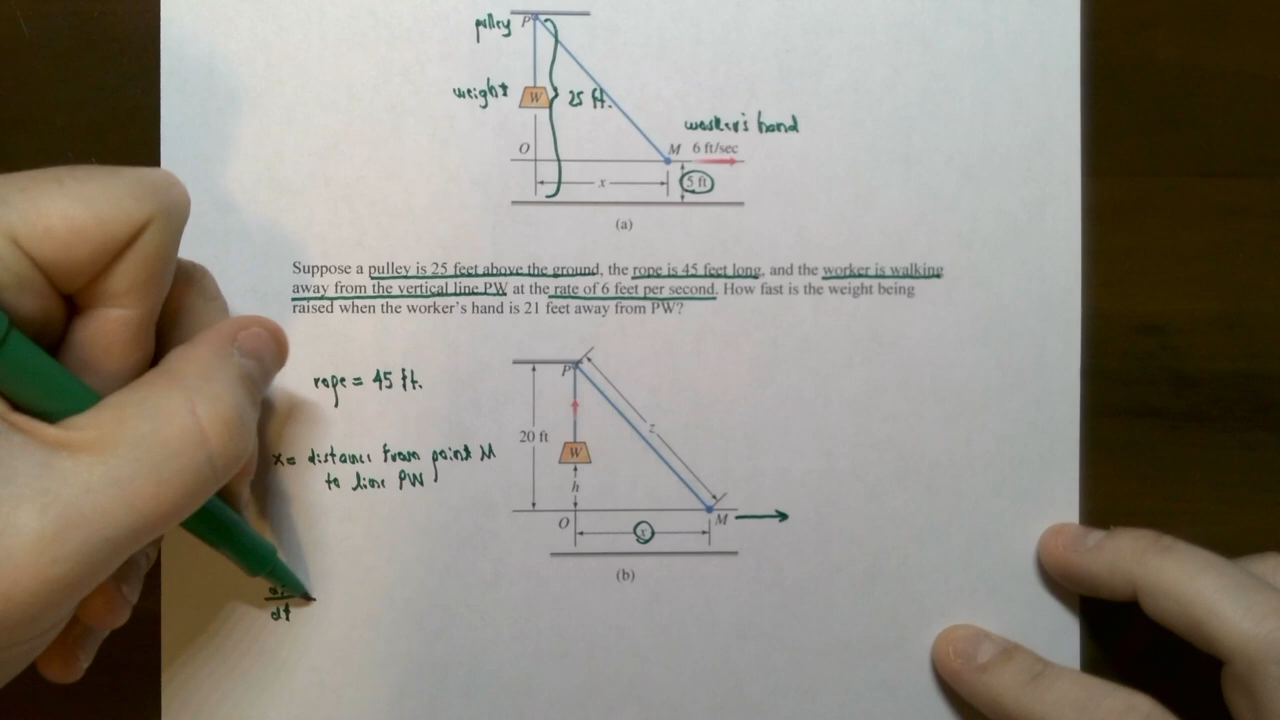 pulley P
weight W 25 ft.
worker's hand
O M 6 ft/sec
x 5 ft
(a)
Suppose a pulley is 25 feet above the ground, the rope is 45 feet long, and the worker is walking
away from the vertical line PW at the rate of 6 feet per second. How fast is the weight being
raised when the worker's hand is 21 feet away from PW?
P
rope = 45 ft.
z
20 ft
W
x = distance from point M
to line PW
h
O M
x
(b)
dt